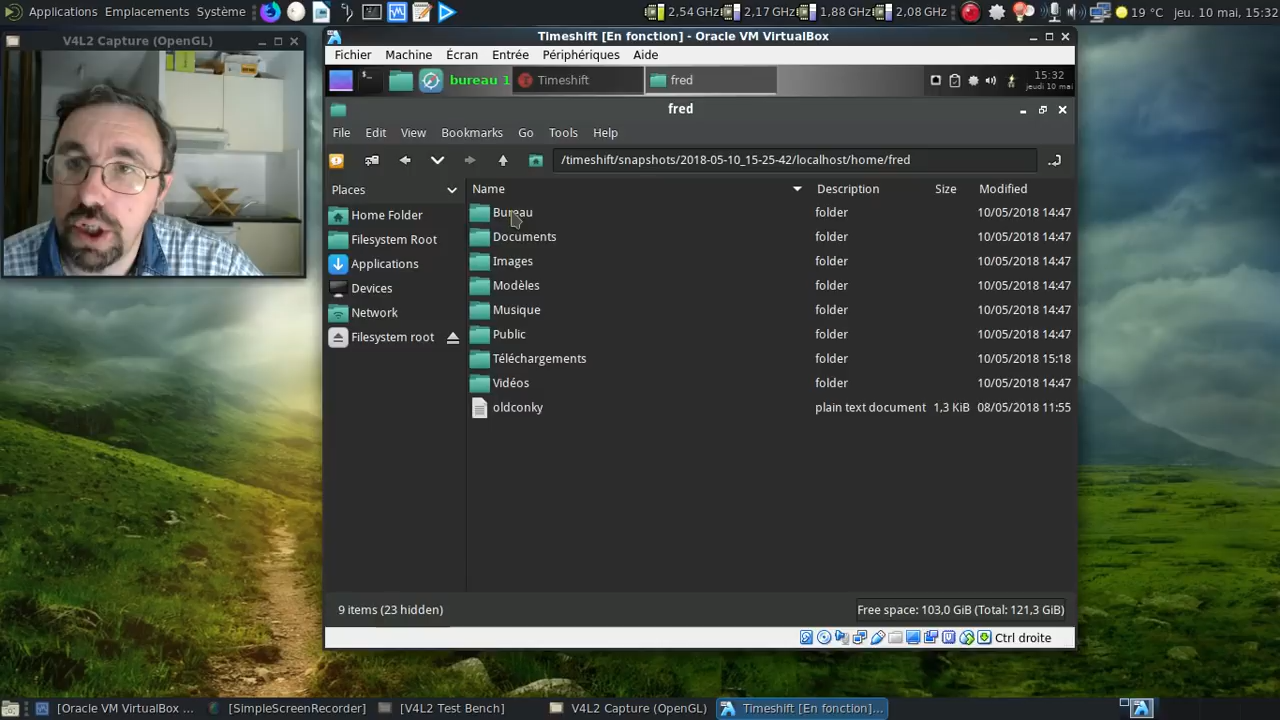 Applications Emplacements Système 2,54 GHz 2,17 GHz 1,88 GHz 2,08 GHz 19 °C jeu. 10 mai, 15:32
V4L2 Capture (OpenGL)
Timeshift [En fonction] - Oracle VM VirtualBox
Fichier Machine Écran Entrée Périphériques Aide
bureau 1 Timeshift fred 15:32
jeudi 10 mai
fred
File Edit View Bookmarks Go Tools Help
/timeshift/snapshots/2018-05-10_15-25-42/localhost/home/fred
Places Name Description Size Modified
Home Folder
Filesystem Root
Applications
Devices
Network
Filesystem root
Bureau folder 10/05/2018 14:47
Documents folder 10/05/2018 14:47
Images folder 10/05/2018 14:47
Modèles folder 10/05/2018 14:47
Musique folder 10/05/2018 14:47
Public folder 10/05/2018 14:47
Téléchargements folder 10/05/2018 15:18
Vidéos folder 10/05/2018 14:47
oldconky plain text document 1,3 KiB 08/05/2018 11:55
9 items (23 hidden) Free space: 103,0 GiB (Total: 121,3 GiB)
Ctrl droite
[Oracle VM VirtualBox ... [SimpleScreenRecorder] [V4L2 Test Bench] V4L2 Capture (OpenGL) Timeshift [En fonction]...